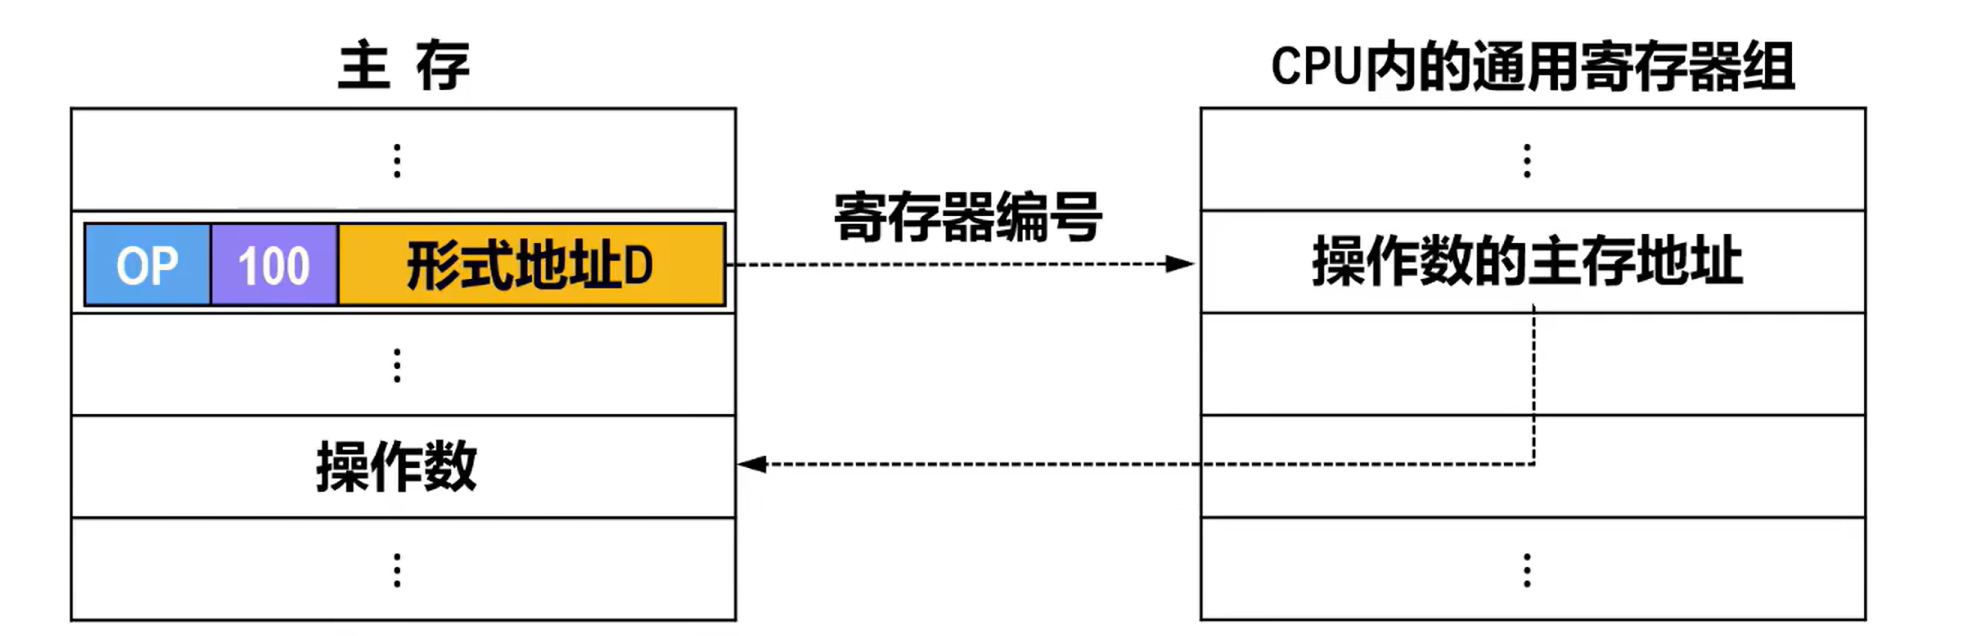 主 存
CPU内的通用寄存器组
⋮
⋮
寄存器编号
OP 100 形式地址D
操作数的主存地址
⋮
操作数
⋮
⋮